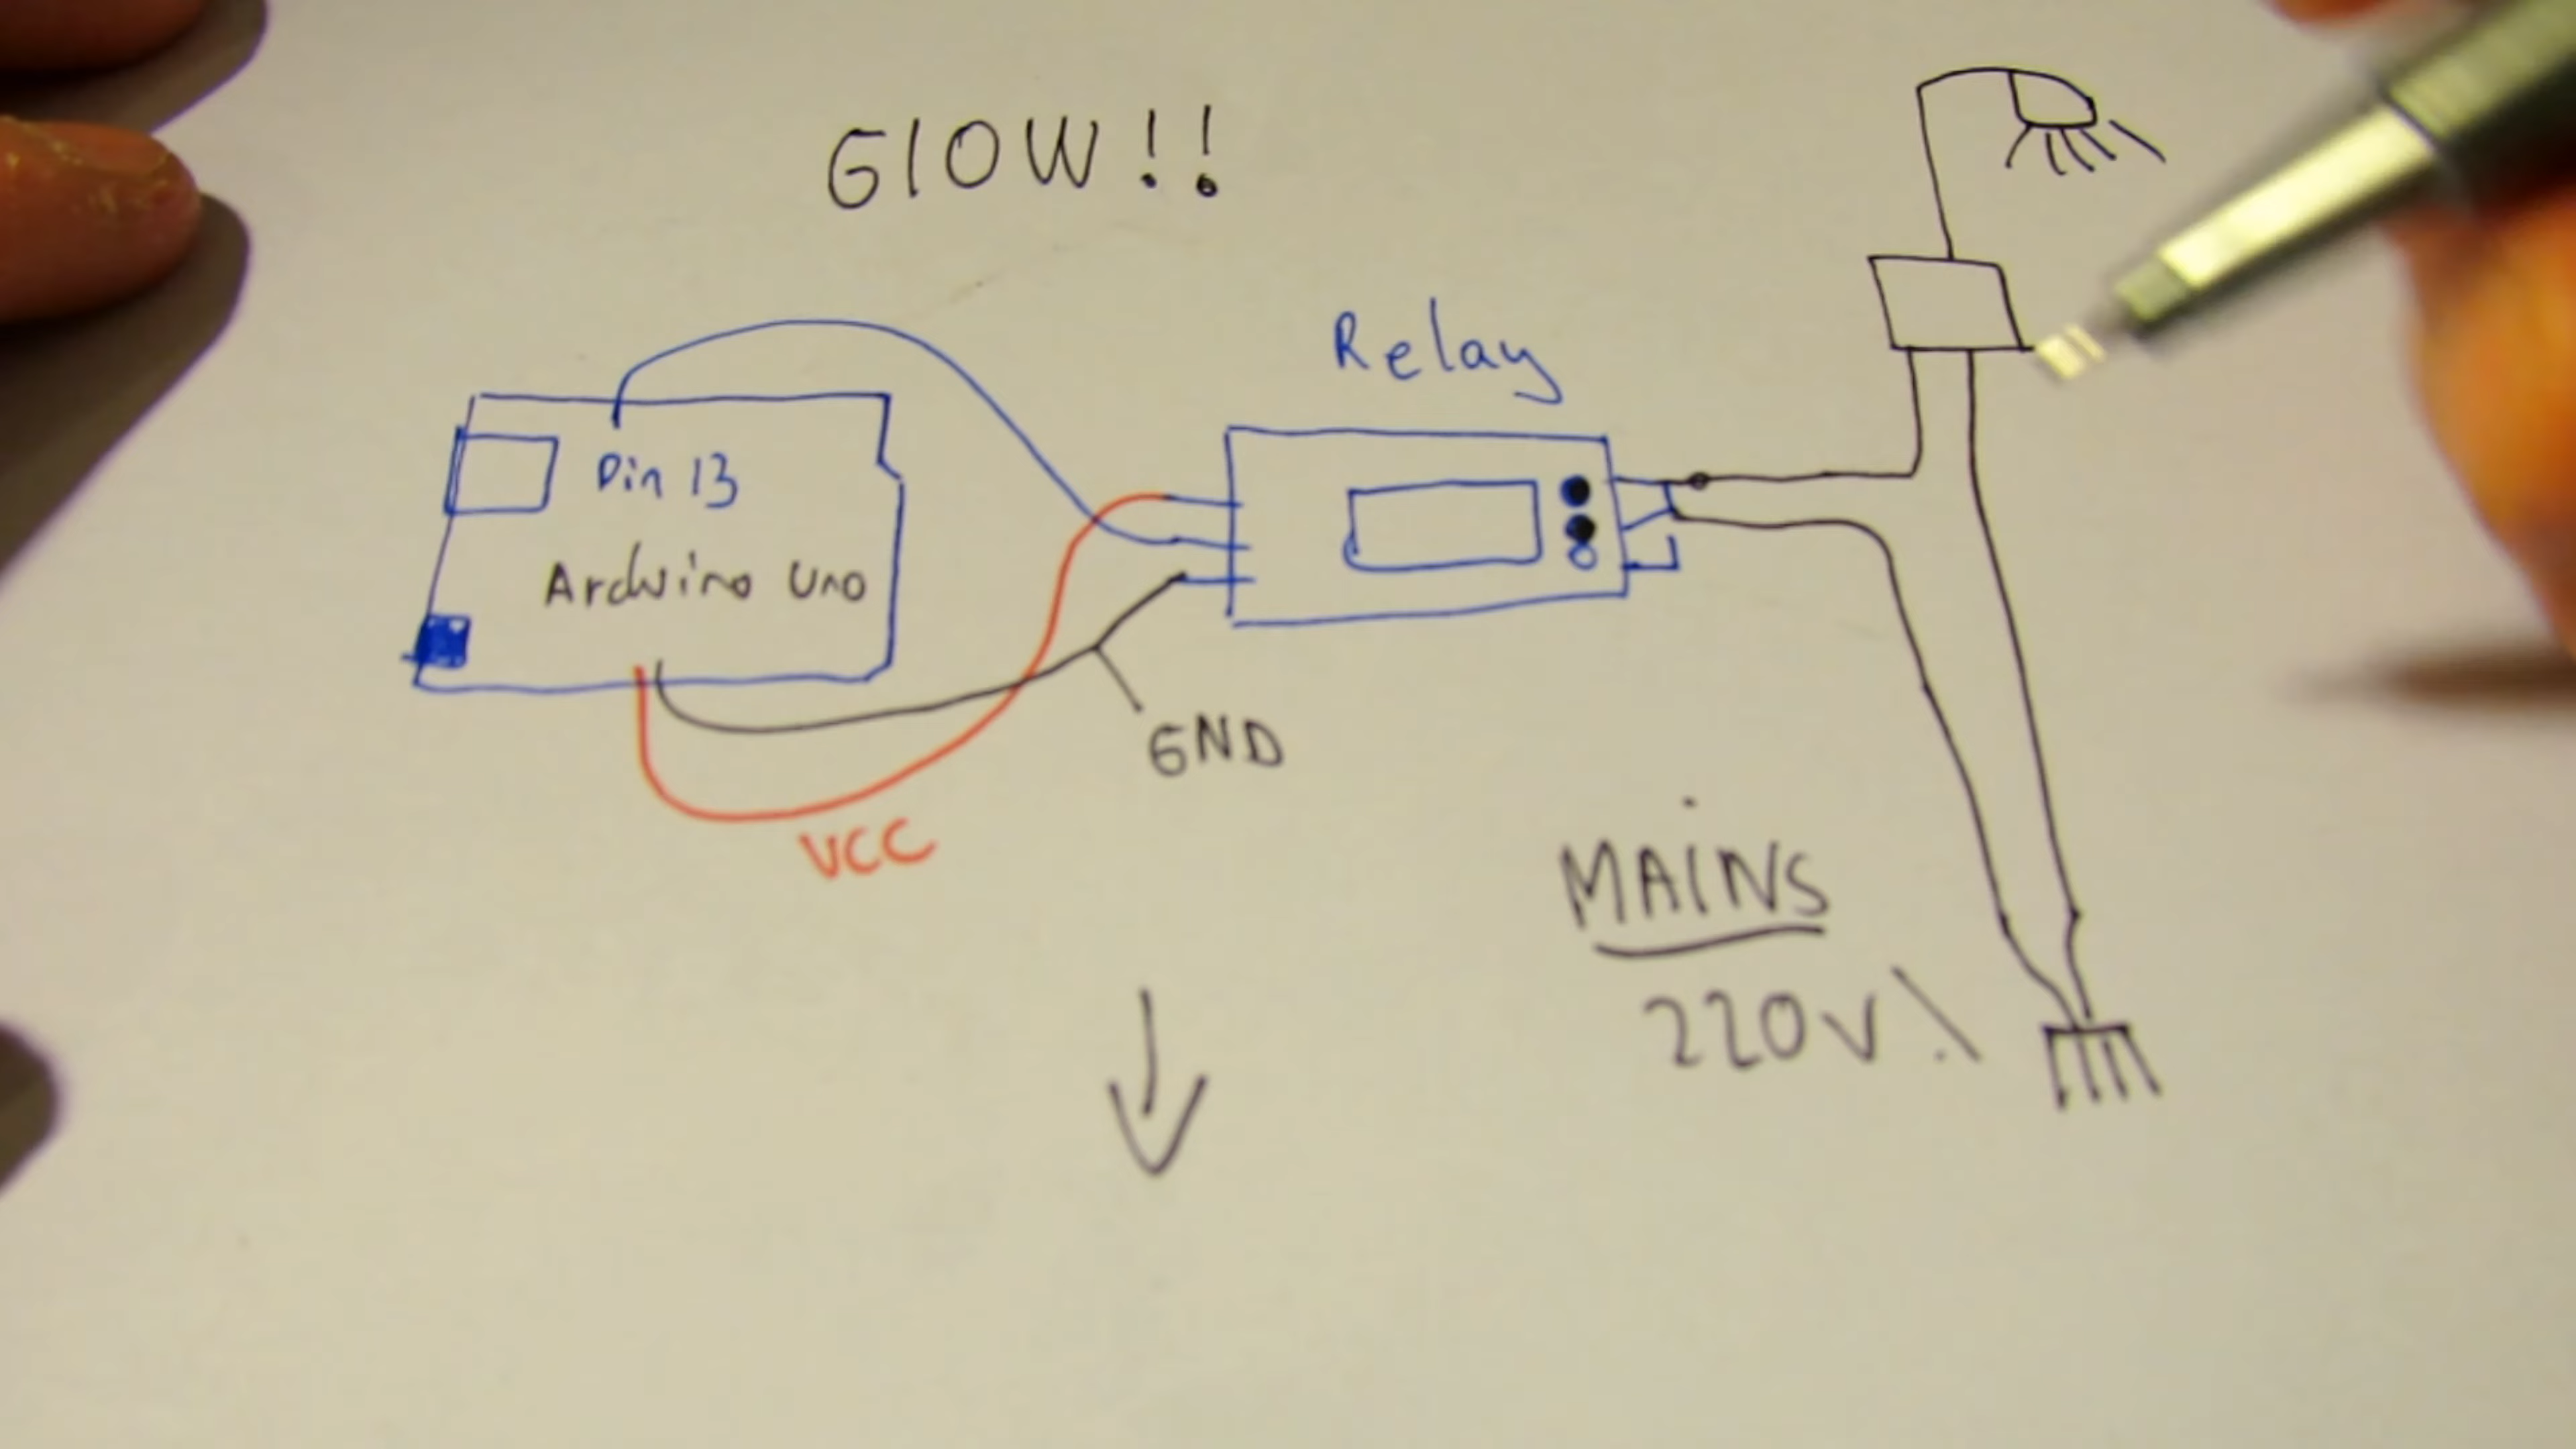 GlOW!!
Relay
Pin 13
Arduino Uno
GND
VCC
MAiNS
220V